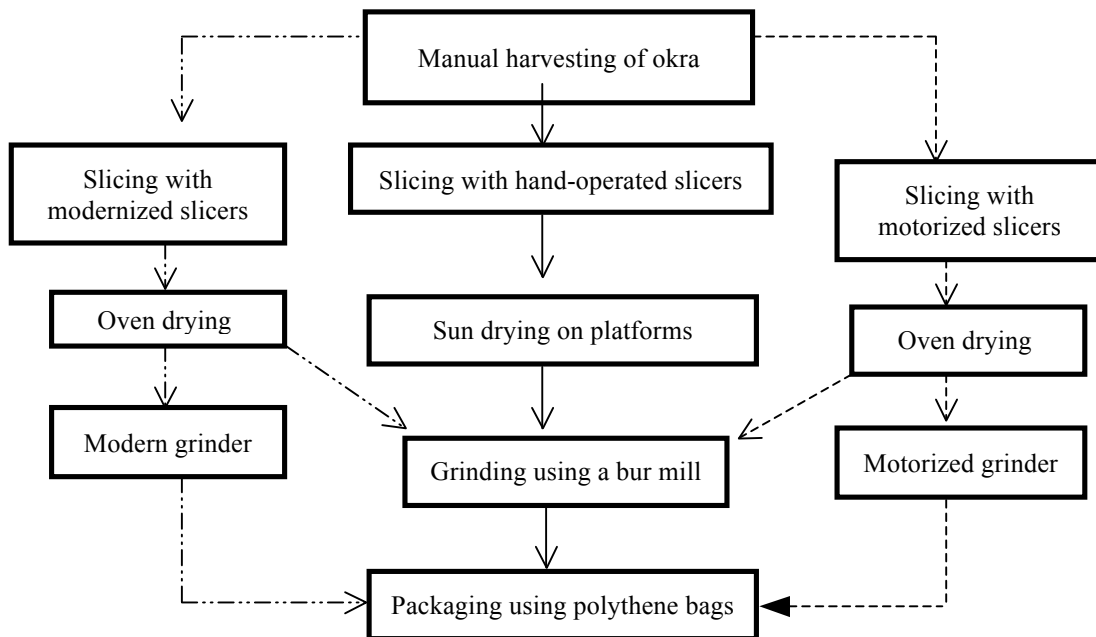 Manual harvesting of okra
Slicing with
modernized slicers
Slicing with hand-operated slicers
Slicing with
motorized slicers
Oven drying
Sun drying on platforms
Oven drying
Modern grinder
Grinding using a bur mill
Motorized grinder
Packaging using polythene bags